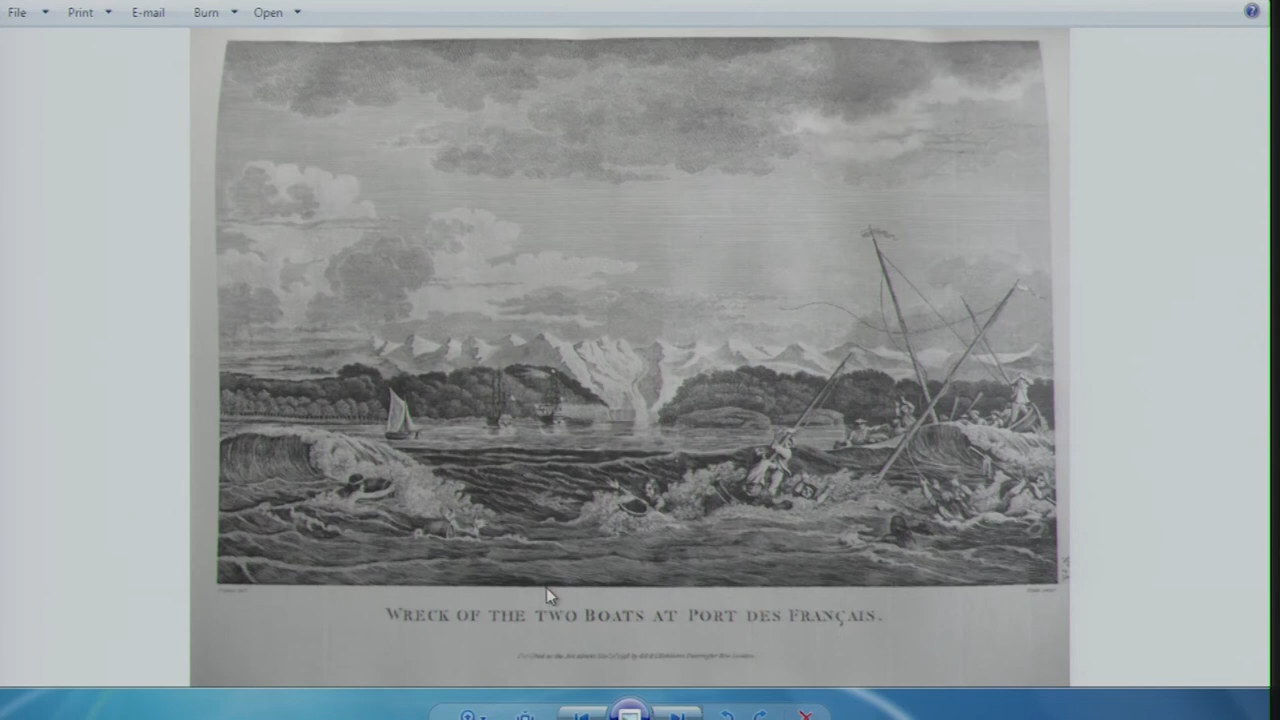 File Print E-mail Burn Open
WRECK OF THE TWO BOATS AT PORT DES FRANÇAIS.